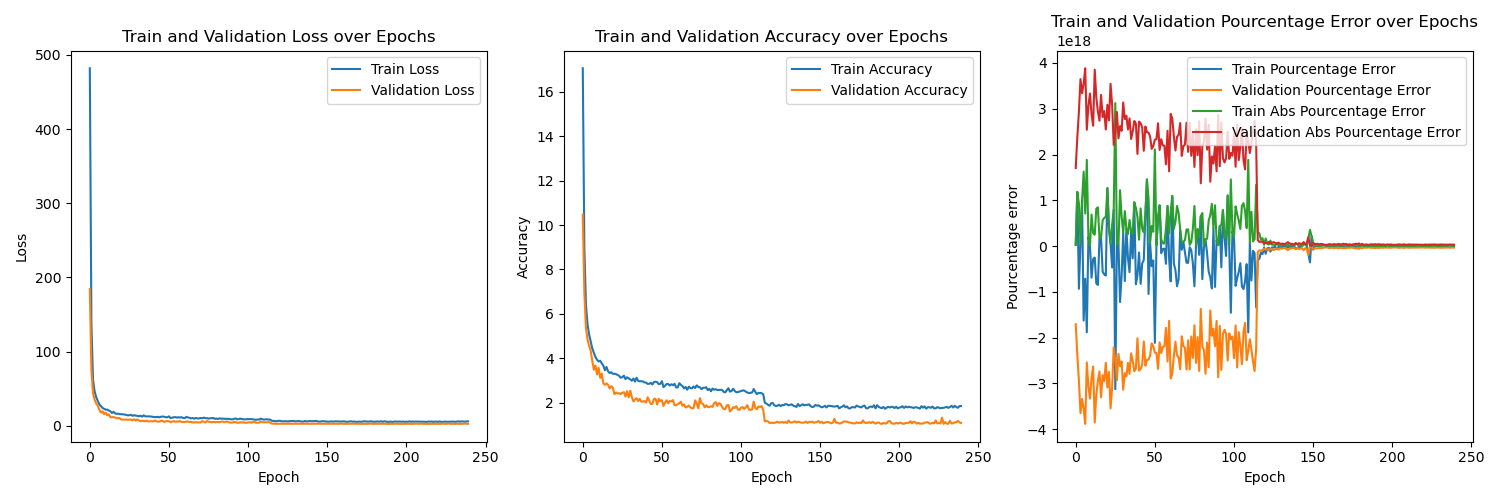 Train and Validation Loss over Epochs
Loss
500
400
300
200
100
0
Train Loss
Validation Loss
0 50 100 150 200 250
Epoch
Train and Validation Accuracy over Epochs
Accuracy
16
14
12
10
8
6
4
2
Train Accuracy
Validation Accuracy
0 50 100 150 200 250
Epoch
Train and Validation Pourcentage Error over Epochs
1e18
Pourcentage error
4
3
2
1
0
−1
−2
−3
−4
Train Pourcentage Error
Validation Pourcentage Error
Train Abs Pourcentage Error
Validation Abs Pourcentage Error
0 50 100 150 200 250
Epoch